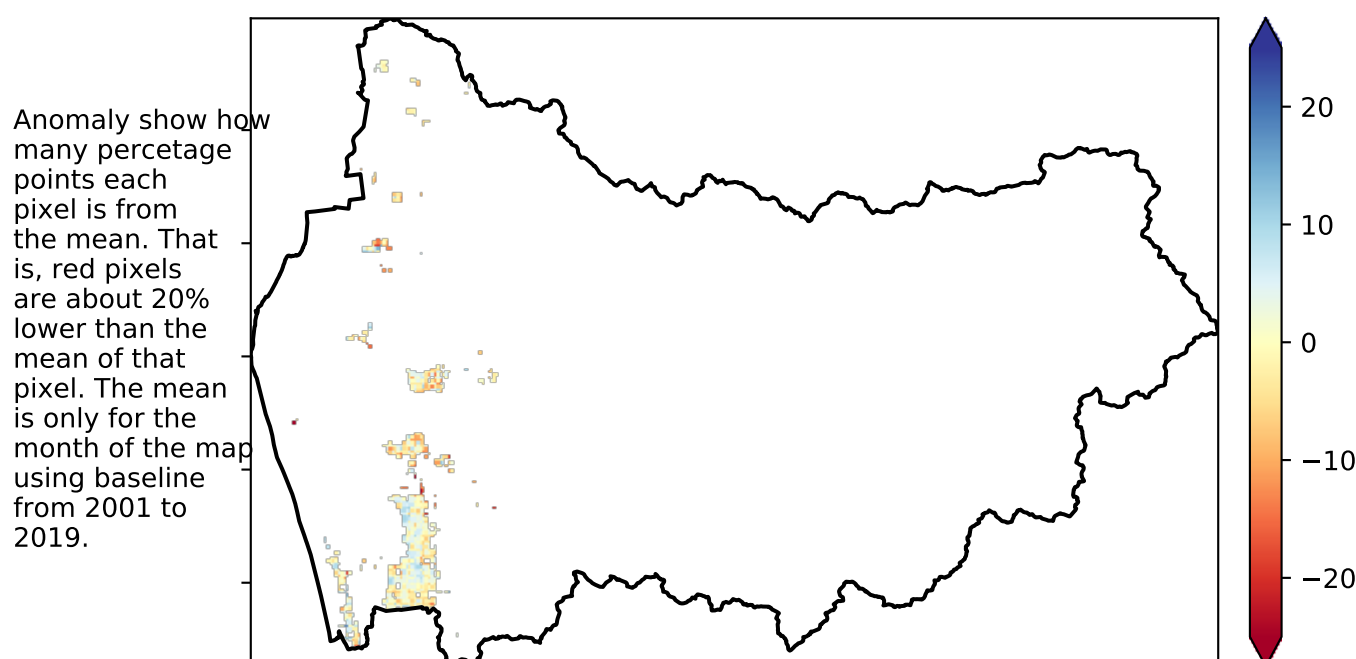 Anomaly show how
many percetage
points each
pixel is from
the mean. That
is, red pixels
are about 20%
lower than the
mean of that
pixel. The mean
is only for the
month of the map
using baseline
from 2001 to
2019.
20
10
0
−10
−20